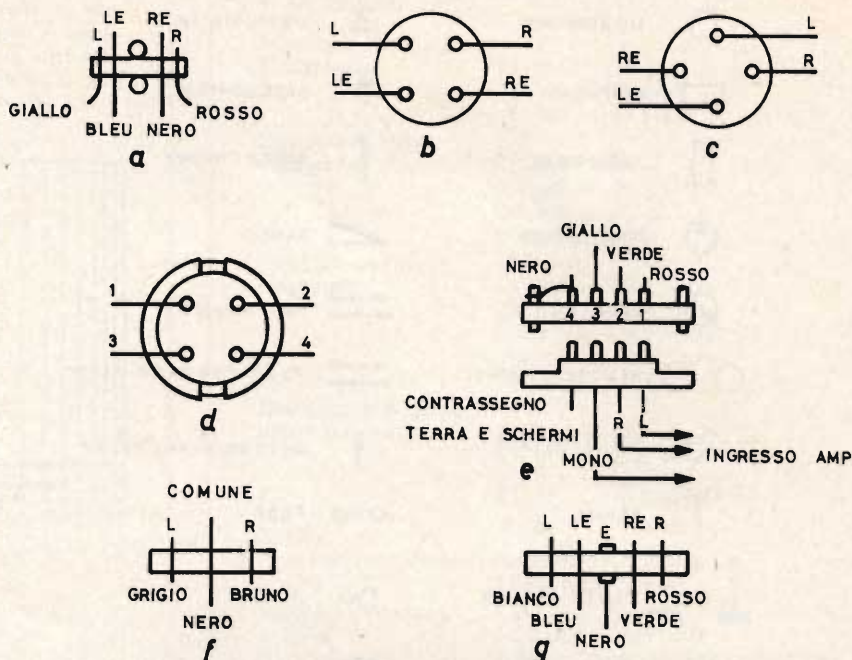 LE RE
L R
GIALLO ROSSO
BLEU NERO
a
L R
LE RE
b
L
RE R
LE
c
1 2
3 4
d
GIALLO
VERDE
NERO ROSSO
4 3 2 1
CONTRASSEGNO
TERRA E SCHERMI R L
MONO INGRESSO AMP
e
COMUNE
L R
GRIGIO BRUNO
NERO
f
L LE E RE R
BIANCO ROSSO
BLEU VERDE
NERO
g